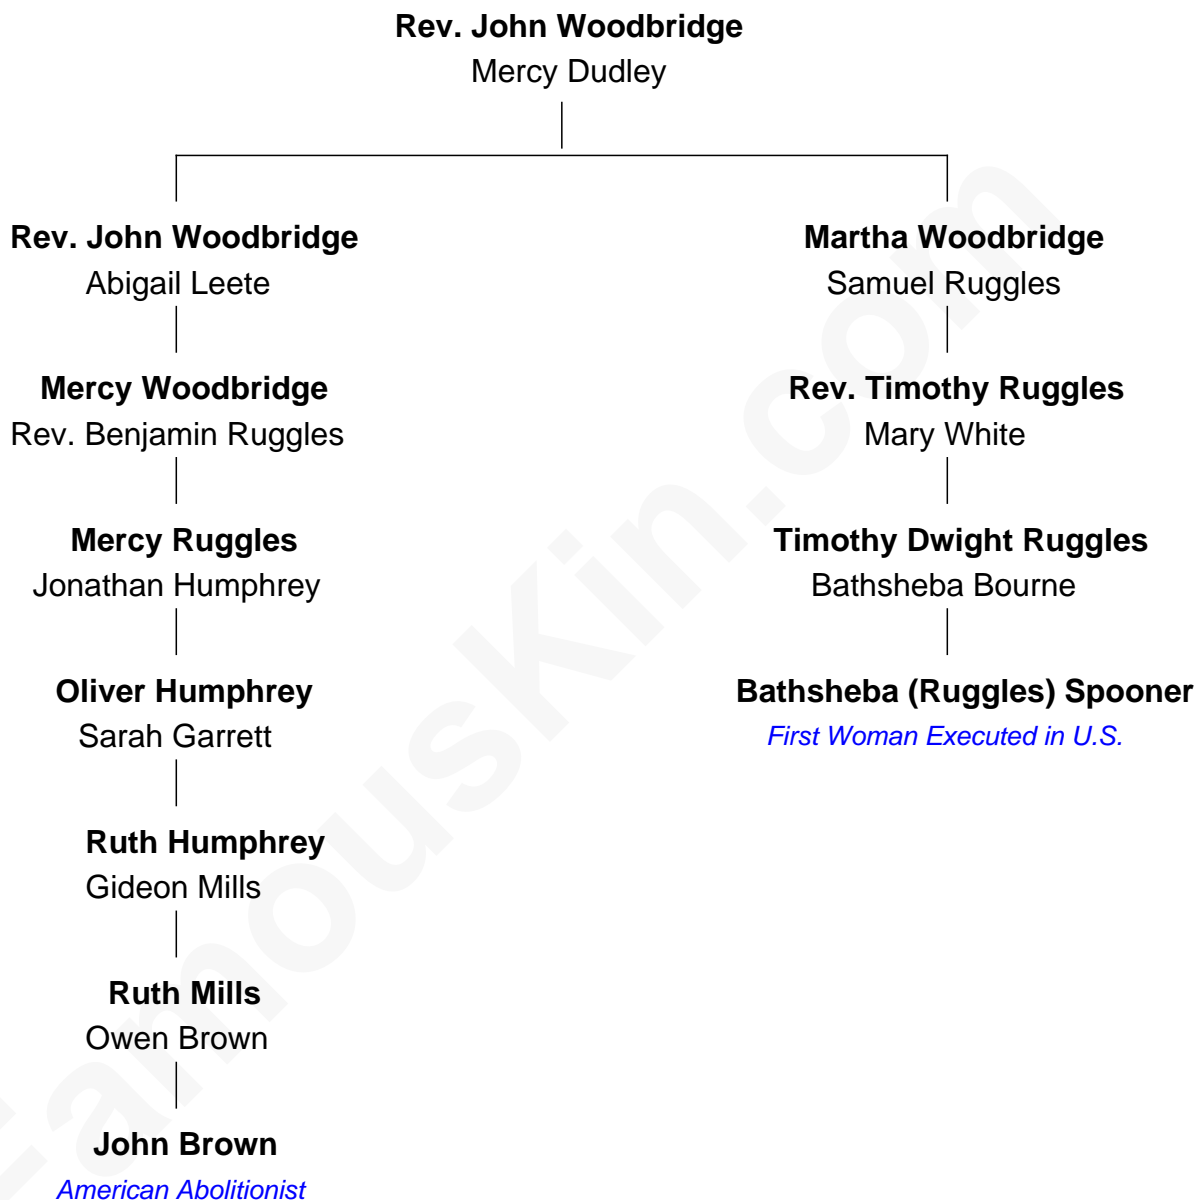 Rev. John Woodbridge
Mercy Dudley
Rev. John Woodbridge
Abigail Leete
Martha Woodbridge
Samuel Ruggles
Mercy Woodbridge
Rev. Benjamin Ruggles
Rev. Timothy Ruggles
Mary White
Mercy Ruggles
Jonathan Humphrey
Timothy Dwight Ruggles
Bathsheba Bourne
Oliver Humphrey
Sarah Garrett
Bathsheba (Ruggles) Spooner
First Woman Executed in U.S.
Ruth Humphrey
Gideon Mills
Ruth Mills
Owen Brown
John Brown
American Abolitionist
FamousKin.com